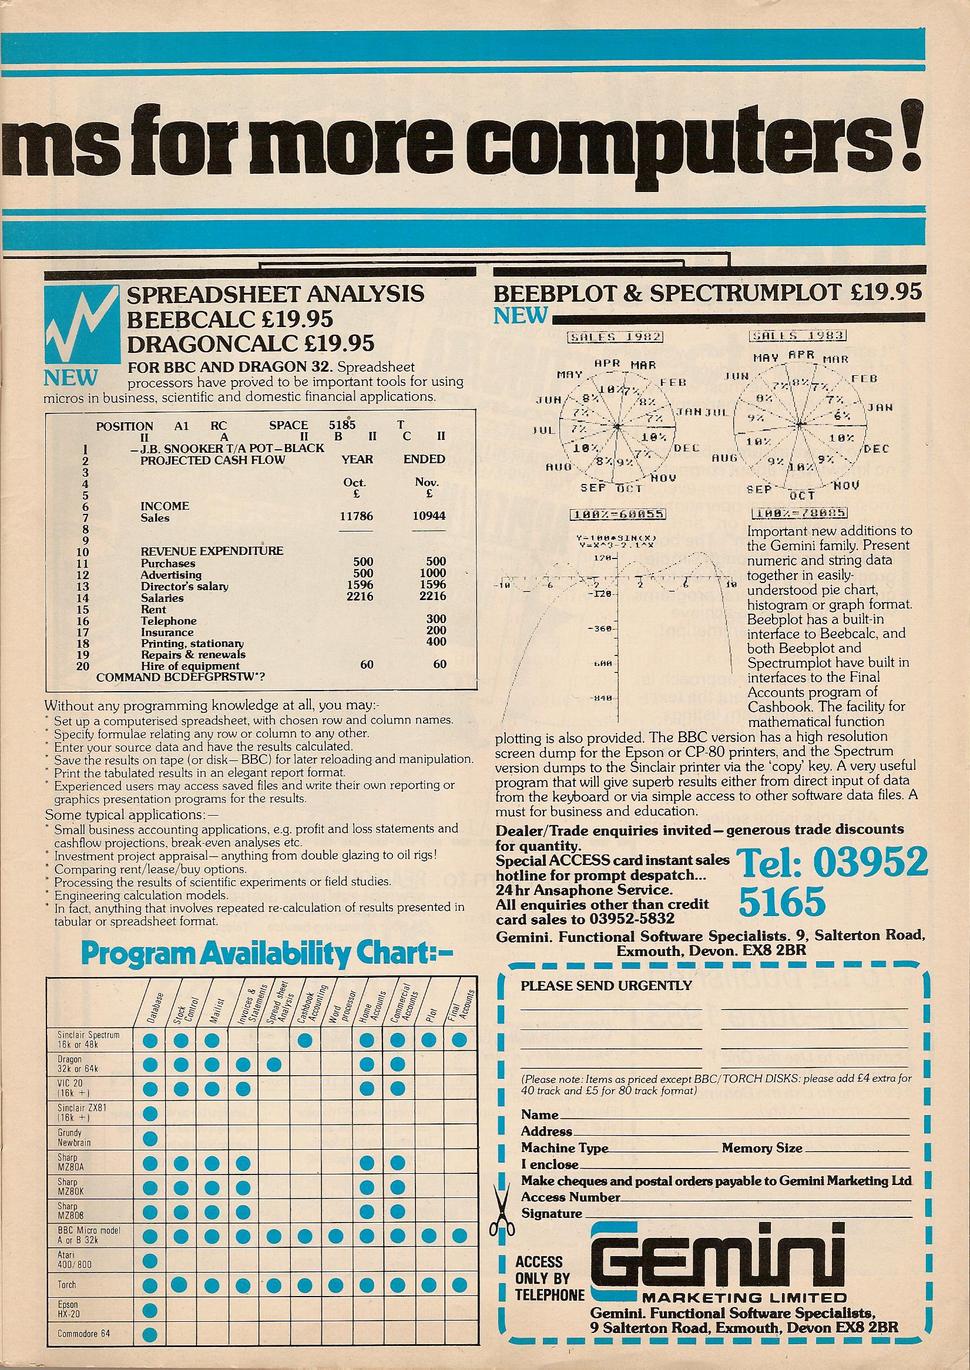 ms for more computers!
SPREADSHEET ANALYSIS
BEEBCALC £19.95
DRAGONCALC £19.95
NEW
FOR BBC AND DRAGON 32. Spreadsheet
processors have proved to be important tools for using
micros in business, scientific and domestic financial applications.
POSITION A1 RC SPACE 5185 T
II A II B II C II
1 –J.B. SNOOKER T/A POT–BLACK
2 PROJECTED CASH FLOW YEAR ENDED
3
4 Oct. Nov.
5 £ £
6 INCOME
7 Sales 11786 10944
8
9
10 REVENUE EXPENDITURE
11 Purchases 500 500
12 Advertising 500 1000
13 Director's salary 1596 1596
14 Salaries 2216 2216
15 Rent
16 Telephone 300
17 Insurance 200
18 Printing, stationary 400
19 Repairs & renewals
20 Hire of equipment 60 60
COMMAND BCDEFGPRSTW*?
Without any programming knowledge at all, you may:-
* Set up a computerised spreadsheet, with chosen row and column names.
* Specify formulae relating any row or column to any other.
* Enter your source data and have the results calculated.
* Save the results on tape (or disk—BBC) for later reloading and manipulation.
* Print the tabulated results in an elegant report format.
* Experienced users may access saved files and write their own reporting or
graphics presentation programs for the results.
Some typical applications:—
* Small business accounting applications, e.g. profit and loss statements and
cashflow projections, break-even analyses etc.
* Investment project appraisal—anything from double glazing to oil rigs!
* Comparing rent/lease/buy options.
* Processing the results of scientific experiments or field studies.
* Engineering calculation models.
* In fact, anything that involves repeated re-calculation of results presented in
tabular or spreadsheet format.
Program Availability Chart:–
Database
Stock Control
Mailist
Invoices & Statements
Spread sheet Analysis
Cashbook Accounting
Word processor
Home Accounts
Commercial Accounts
Plot
Final Accounts
Sinclair Spectrum
16k or 48k
Dragon
32k or 64k
VIC 20
(16k +)
Sinclair ZX81
(16k +)
Grundy
Newbrain
Sharp
MZ80A
Sharp
MZ80K
Sharp
MZ80B
BBC Micro model
A or B 32k
Atari
400/800
Torch
Epson
HX-20
Commodore 64
BEEBPLOT & SPECTRUMPLOT £19.95
NEW
SALES 1982
APR MAR
MAY FEB
JUN JAN
JUL
AUG DEC
SEP OCT NOV
100%=60055
SALES 1983
MAY APR MAR
JUN FEB
JUL JAN
AUG DEC
SEP OCT NOV
100%=78085
Y=100*SIN(X)
Y=X^3-2.1^X
120
-10 -6 -2 2 6 10
-120
-360
-600
-840
Important new additions to
the Gemini family. Present
numeric and string data
together in easily-
understood pie chart,
histogram or graph format.
Beebplot has a built-in
interface to Beebcalc, and
both Beebplot and
Spectrumplot have built in
interfaces to the Final
Accounts program of
Cashbook. The facility for
mathematical function
plotting is also provided. The BBC version has a high resolution
screen dump for the Epson or CP-80 printers, and the Spectrum
version dumps to the Sinclair printer via the 'copy' key. A very useful
program that will give superb results either from direct input of data
from the keyboard or via simple access to other software data files. A
must for business and education.
Dealer/Trade enquiries invited—generous trade discounts
for quantity.
Special ACCESS card instant sales
hotline for prompt despatch...
24hr Ansaphone Service.
All enquiries other than credit
card sales to 03952-5832
Tel: 03952
5165
Gemini. Functional Software Specialists. 9, Salterton Road,
Exmouth, Devon. EX8 2BR
PLEASE SEND URGENTLY
(Please note: Items as priced except BBC/TORCH DISKS: please add £4 extra for
40 track and £5 for 80 track format)
Name
Address
Machine Type Memory Size
I enclose
Make cheques and postal orders payable to Gemini Marketing Ltd
Access Number
Signature
ACCESS
ONLY BY
TELEPHONE
GEMINI
MARKETING LIMITED
Gemini. Functional Software Specialists,
9 Salterton Road, Exmouth, Devon EX8 2BR